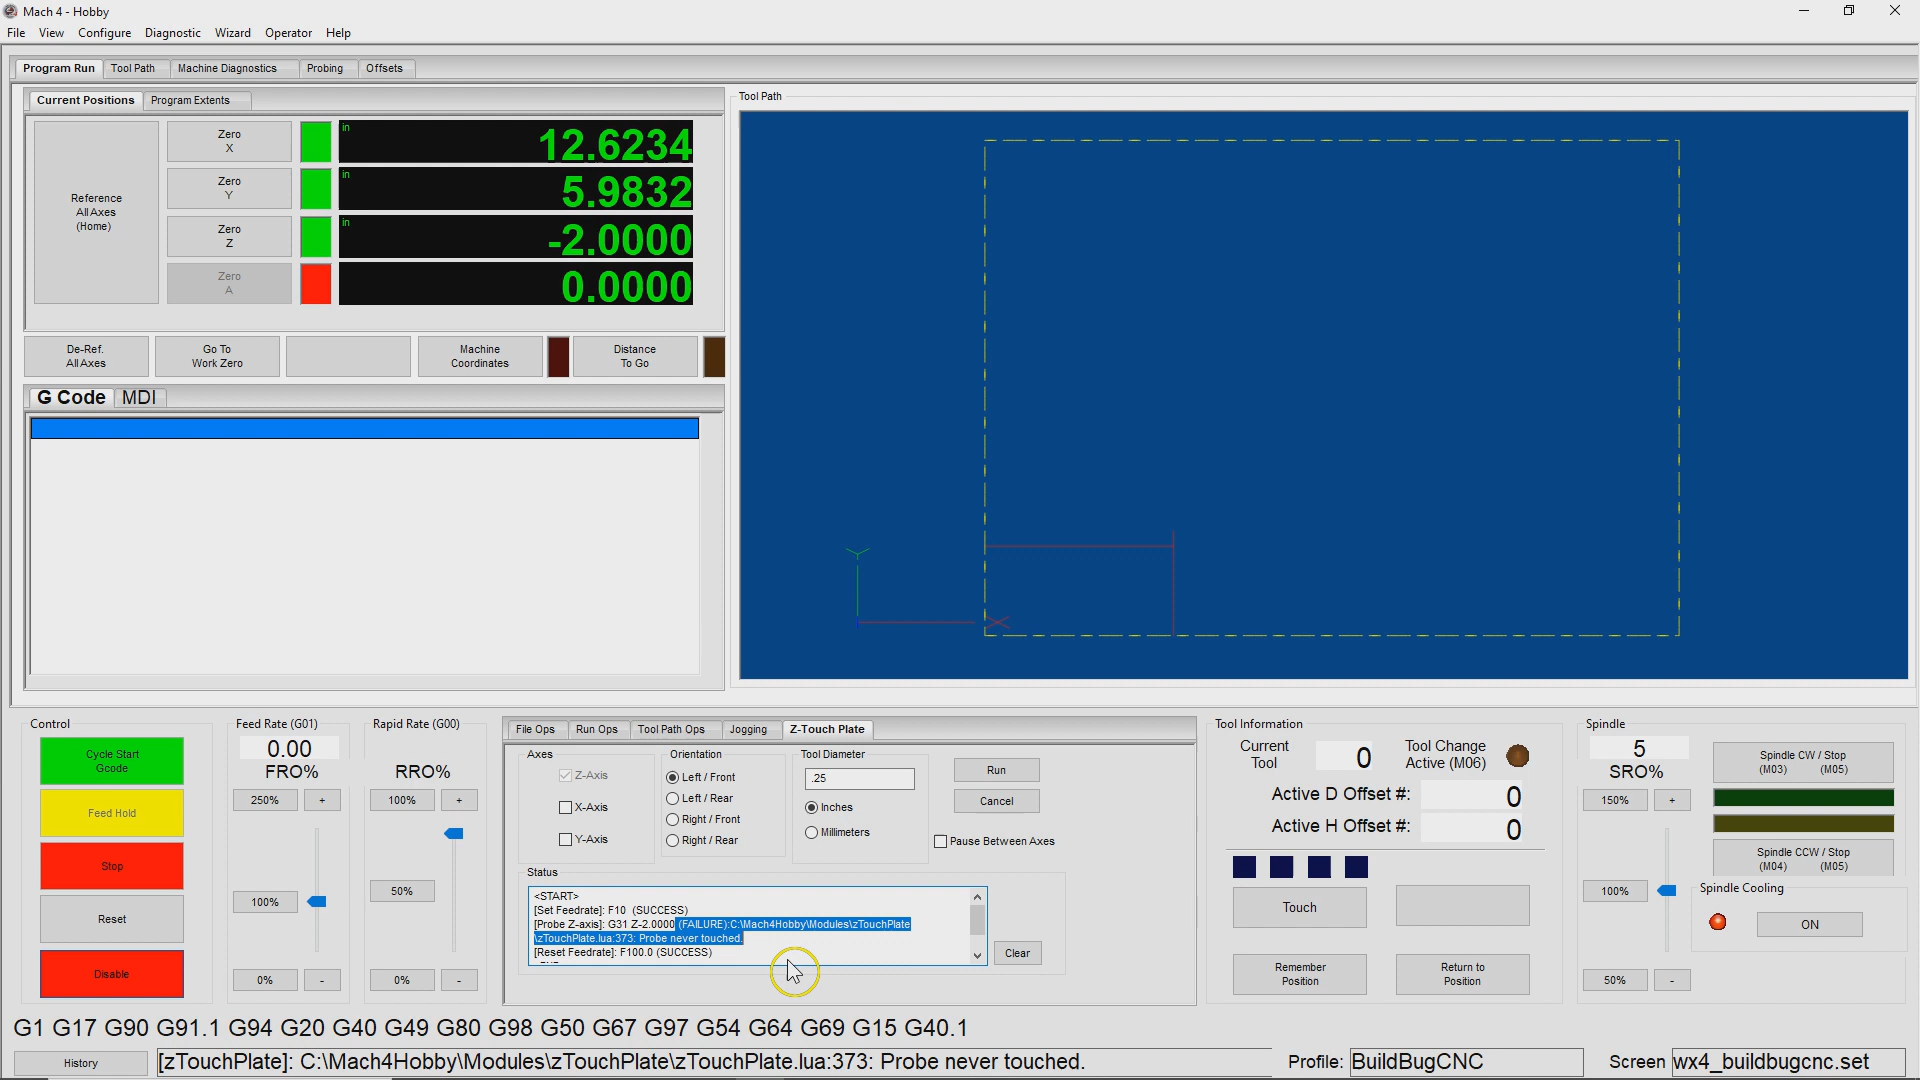 Mach 4 - Hobby
File View Configure Diagnostic Wizard Operator Help
Program Run Tool Path Machine Diagnostics Probing Offsets
Current Positions Program Extents
Reference
All Axes
(Home)
Zero
X
in
12.6234
Zero
Y
in
5.9832
Zero
Z
in
-2.0000
Zero
A
0.0000
De-Ref.
All Axes
Go To
Work Zero
Machine
Coordinates
Distance
To Go
G Code MDI
Tool Path
Control
Cycle Start
Gcode
Feed Hold
Stop
Reset
Disable
Feed Rate (G01)
0.00
FRO%
250% +
100%
0% -
Rapid Rate (G00)
RRO%
100% +
50%
0% -
File Ops Run Ops Tool Path Ops Jogging Z-Touch Plate
Axes
Z-Axis
X-Axis
Y-Axis
Orientation
Left / Front
Left / Rear
Right / Front
Right / Rear
Tool Diameter
.25
Inches
Millimeters
Run
Cancel
Pause Between Axes
Status
<START>
[Set Feedrate]: F10 (SUCCESS)
[Probe Z-axis]: G31 Z-2.0000 (FAILURE):C:\Mach4Hobby\Modules\zTouchPlate
\zTouchPlate.lua:373: Probe never touched.
[Reset Feedrate]: F100.0 (SUCCESS)
Clear
Tool Information
Current
Tool
0
Tool Change
Active (M06)
Active D Offset #: 0
Active H Offset #: 0
Touch
Remember
Position
Return to
Position
Spindle
5
SRO%
150% +
100%
50% -
Spindle CW / Stop
(M03) (M05)
Spindle CCW / Stop
(M04) (M05)
Spindle Cooling
ON
G1 G17 G90 G91.1 G94 G20 G40 G49 G80 G98 G50 G67 G97 G54 G64 G69 G15 G40.1
History [zTouchPlate]: C:\Mach4Hobby\Modules\zTouchPlate\zTouchPlate.lua:373: Probe never touched. Profile: BuildBugCNC Screen wx4_buildbugcnc.set